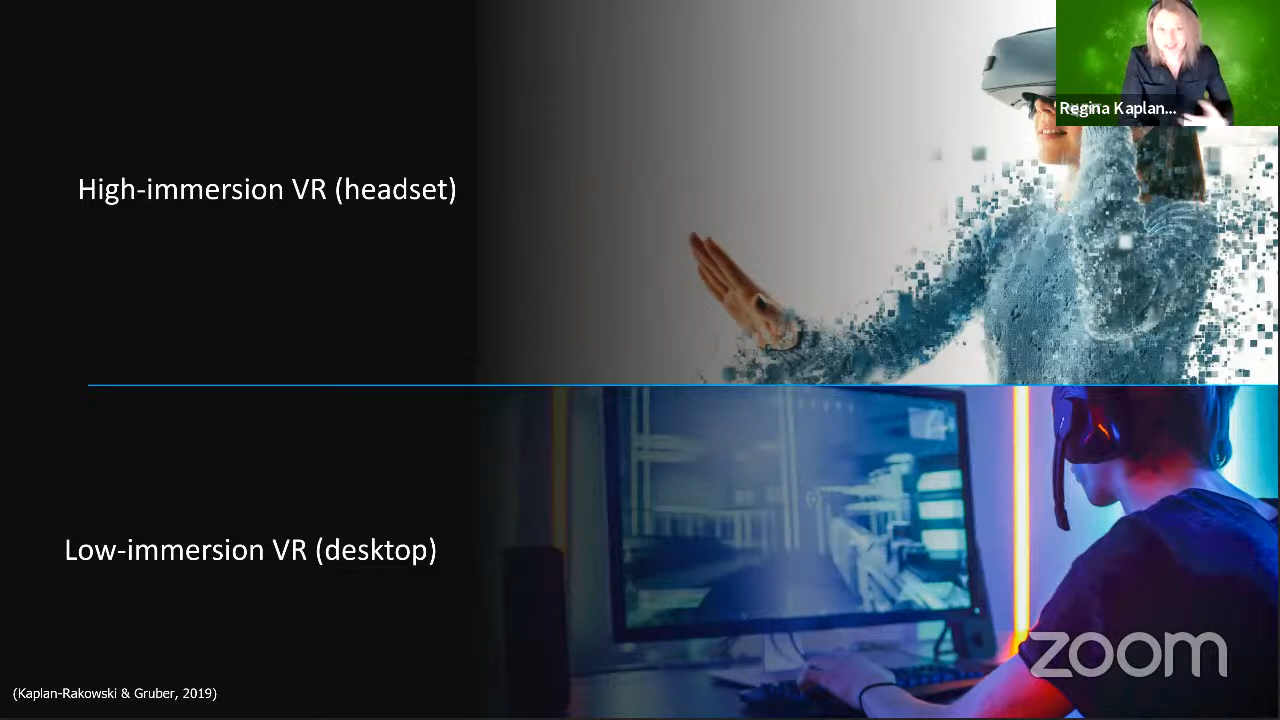 Regina Kaplan...
High-immersion VR (headset)
Low-immersion VR (desktop)
zoom
(Kaplan-Rakowski & Gruber, 2019)